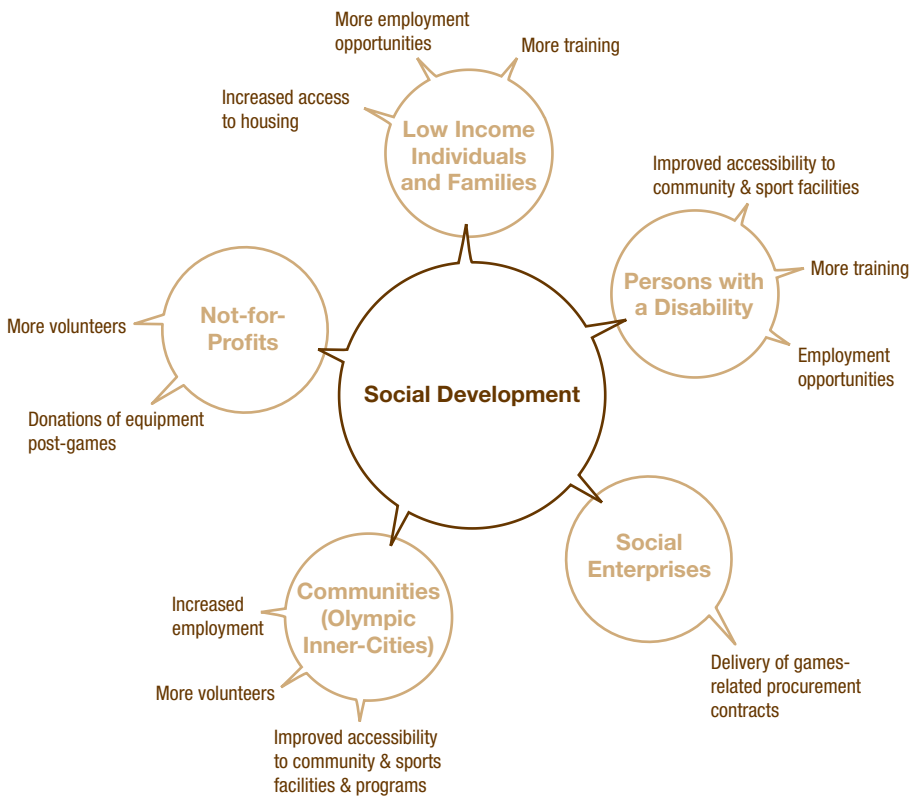 More employment
opportunities
More training
Increased access
to housing
Low Income
Individuals
and Families
Improved accessibility to
community & sport facilities
More training
Persons with
a Disability
Employment
opportunities
Not-for-
Profits
More volunteers
Donations of equipment
post-games
Social Development
Social
Enterprises
Delivery of games-
related procurement
contracts
Communities
(Olympic
Inner-Cities)
Increased
employment
More volunteers
Improved accessibility
to community & sports
facilities & programs